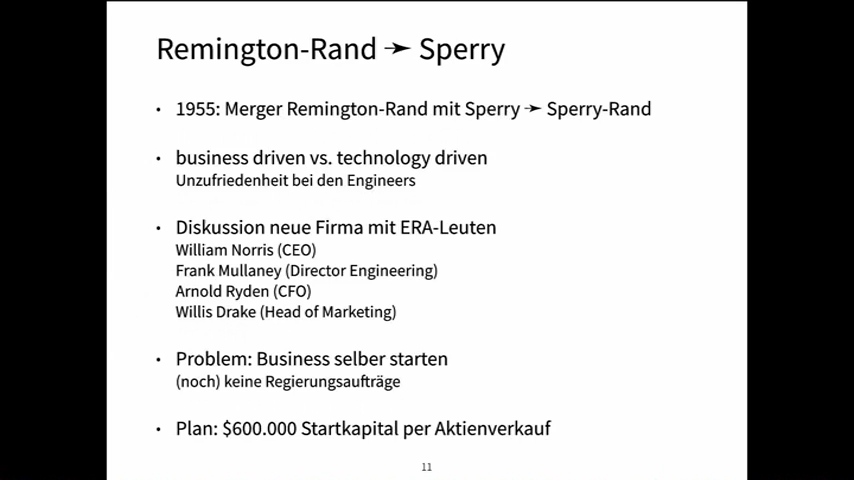 Remington-Rand ➛ Sperry
• 1955: Merger Remington-Rand mit Sperry ➛ Sperry-Rand
• business driven vs. technology driven
Unzufriedenheit bei den Engineers
• Diskussion neue Firma mit ERA-Leuten
William Norris (CEO)
Frank Mullaney (Director Engineering)
Arnold Ryden (CFO)
Willis Drake (Head of Marketing)
• Problem: Business selber starten
(noch) keine Regierungsaufträge
• Plan: $600.000 Startkapital per Aktienverkauf
11